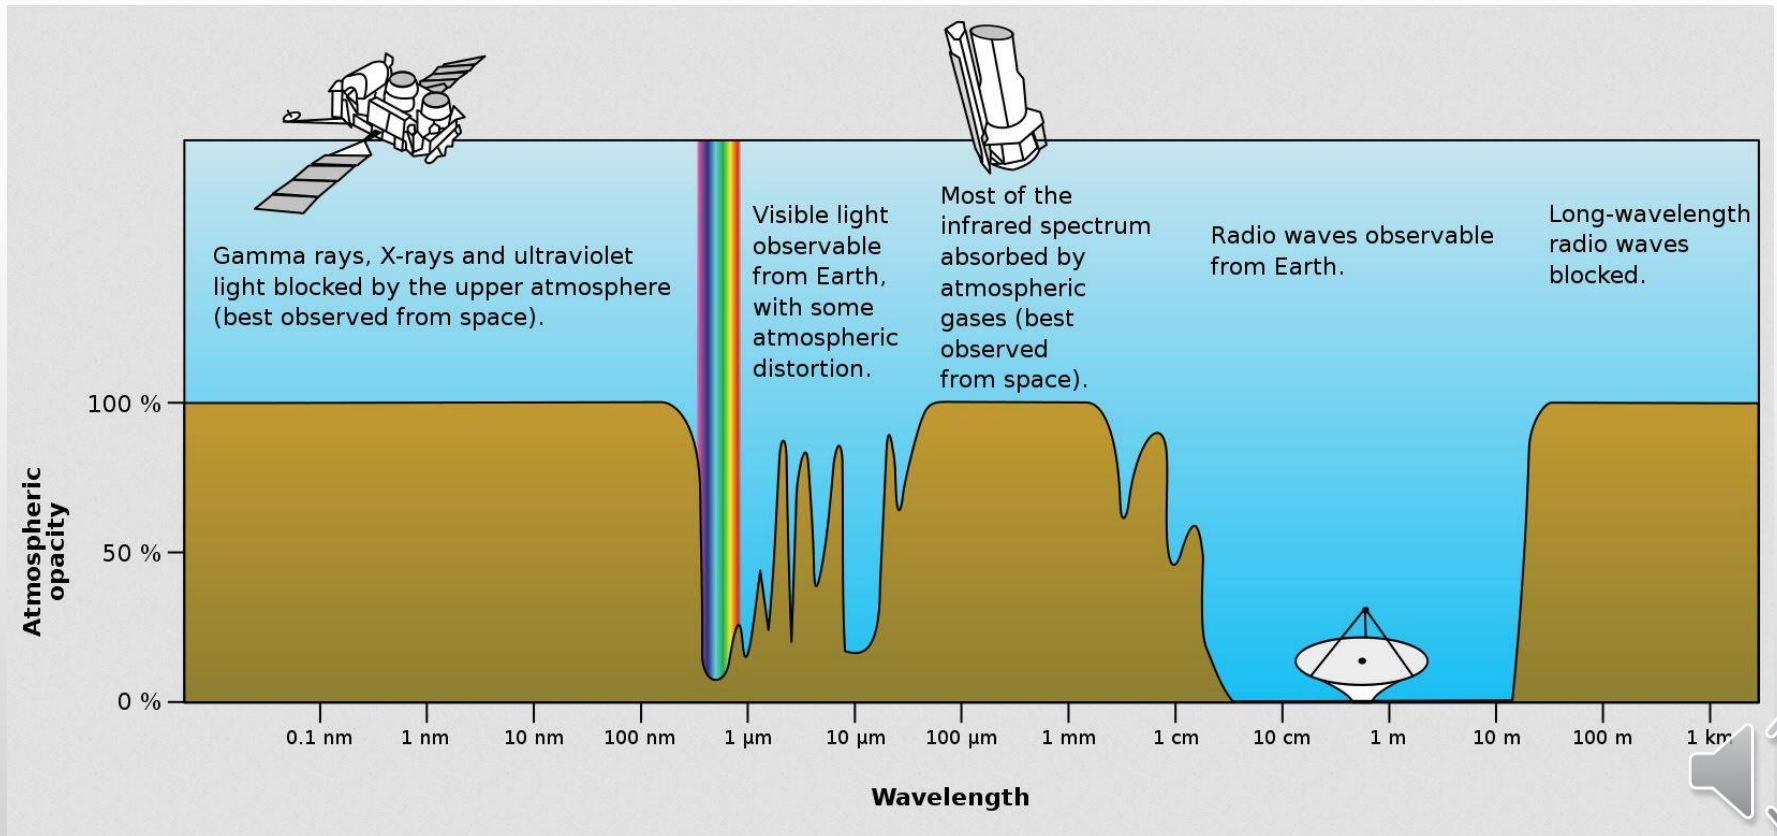 Gamma rays, X-rays and ultraviolet
light blocked by the upper atmosphere
(best observed from space).
Visible light
observable
from Earth,
with some
atmospheric
distortion.
Most of the
infrared spectrum
absorbed by
atmospheric
gases (best
observed
from space).
Radio waves observable
from Earth.
Long-wavelength
radio waves
blocked.
Atmospheric
opacity
100 %
50 %
0 %
0.1 nm 1 nm 10 nm 100 nm 1 μm 10 μm 100 μm 1 mm 1 cm 10 cm 1 m 10 m 100 m 1 km
Wavelength